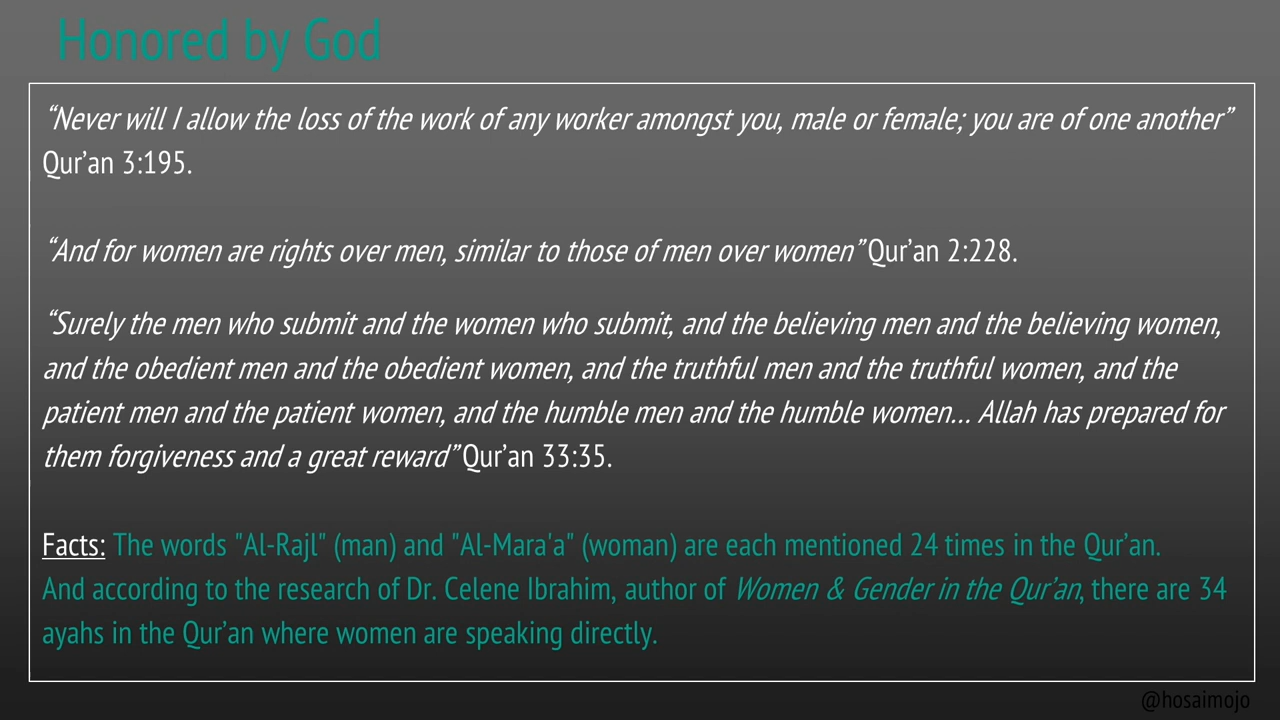 Honored by God
“Never will I allow the loss of the work of any worker amongst you, male or female; you are of one another”
Qur’an 3:195.
“And for women are rights over men, similar to those of men over women” Qur’an 2:228.
“Surely the men who submit and the women who submit, and the believing men and the believing women,
and the obedient men and the obedient women, and the truthful men and the truthful women, and the
patient men and the patient women, and the humble men and the humble women... Allah has prepared for
them forgiveness and a great reward” Qur’an 33:35.
Facts: The words "Al-Rajl" (man) and "Al-Mara'a" (woman) are each mentioned 24 times in the Qur’an.
And according to the research of Dr. Celene Ibrahim, author of Women & Gender in the Qur’an, there are 34
ayahs in the Qur’an where women are speaking directly.
@hosaimojo